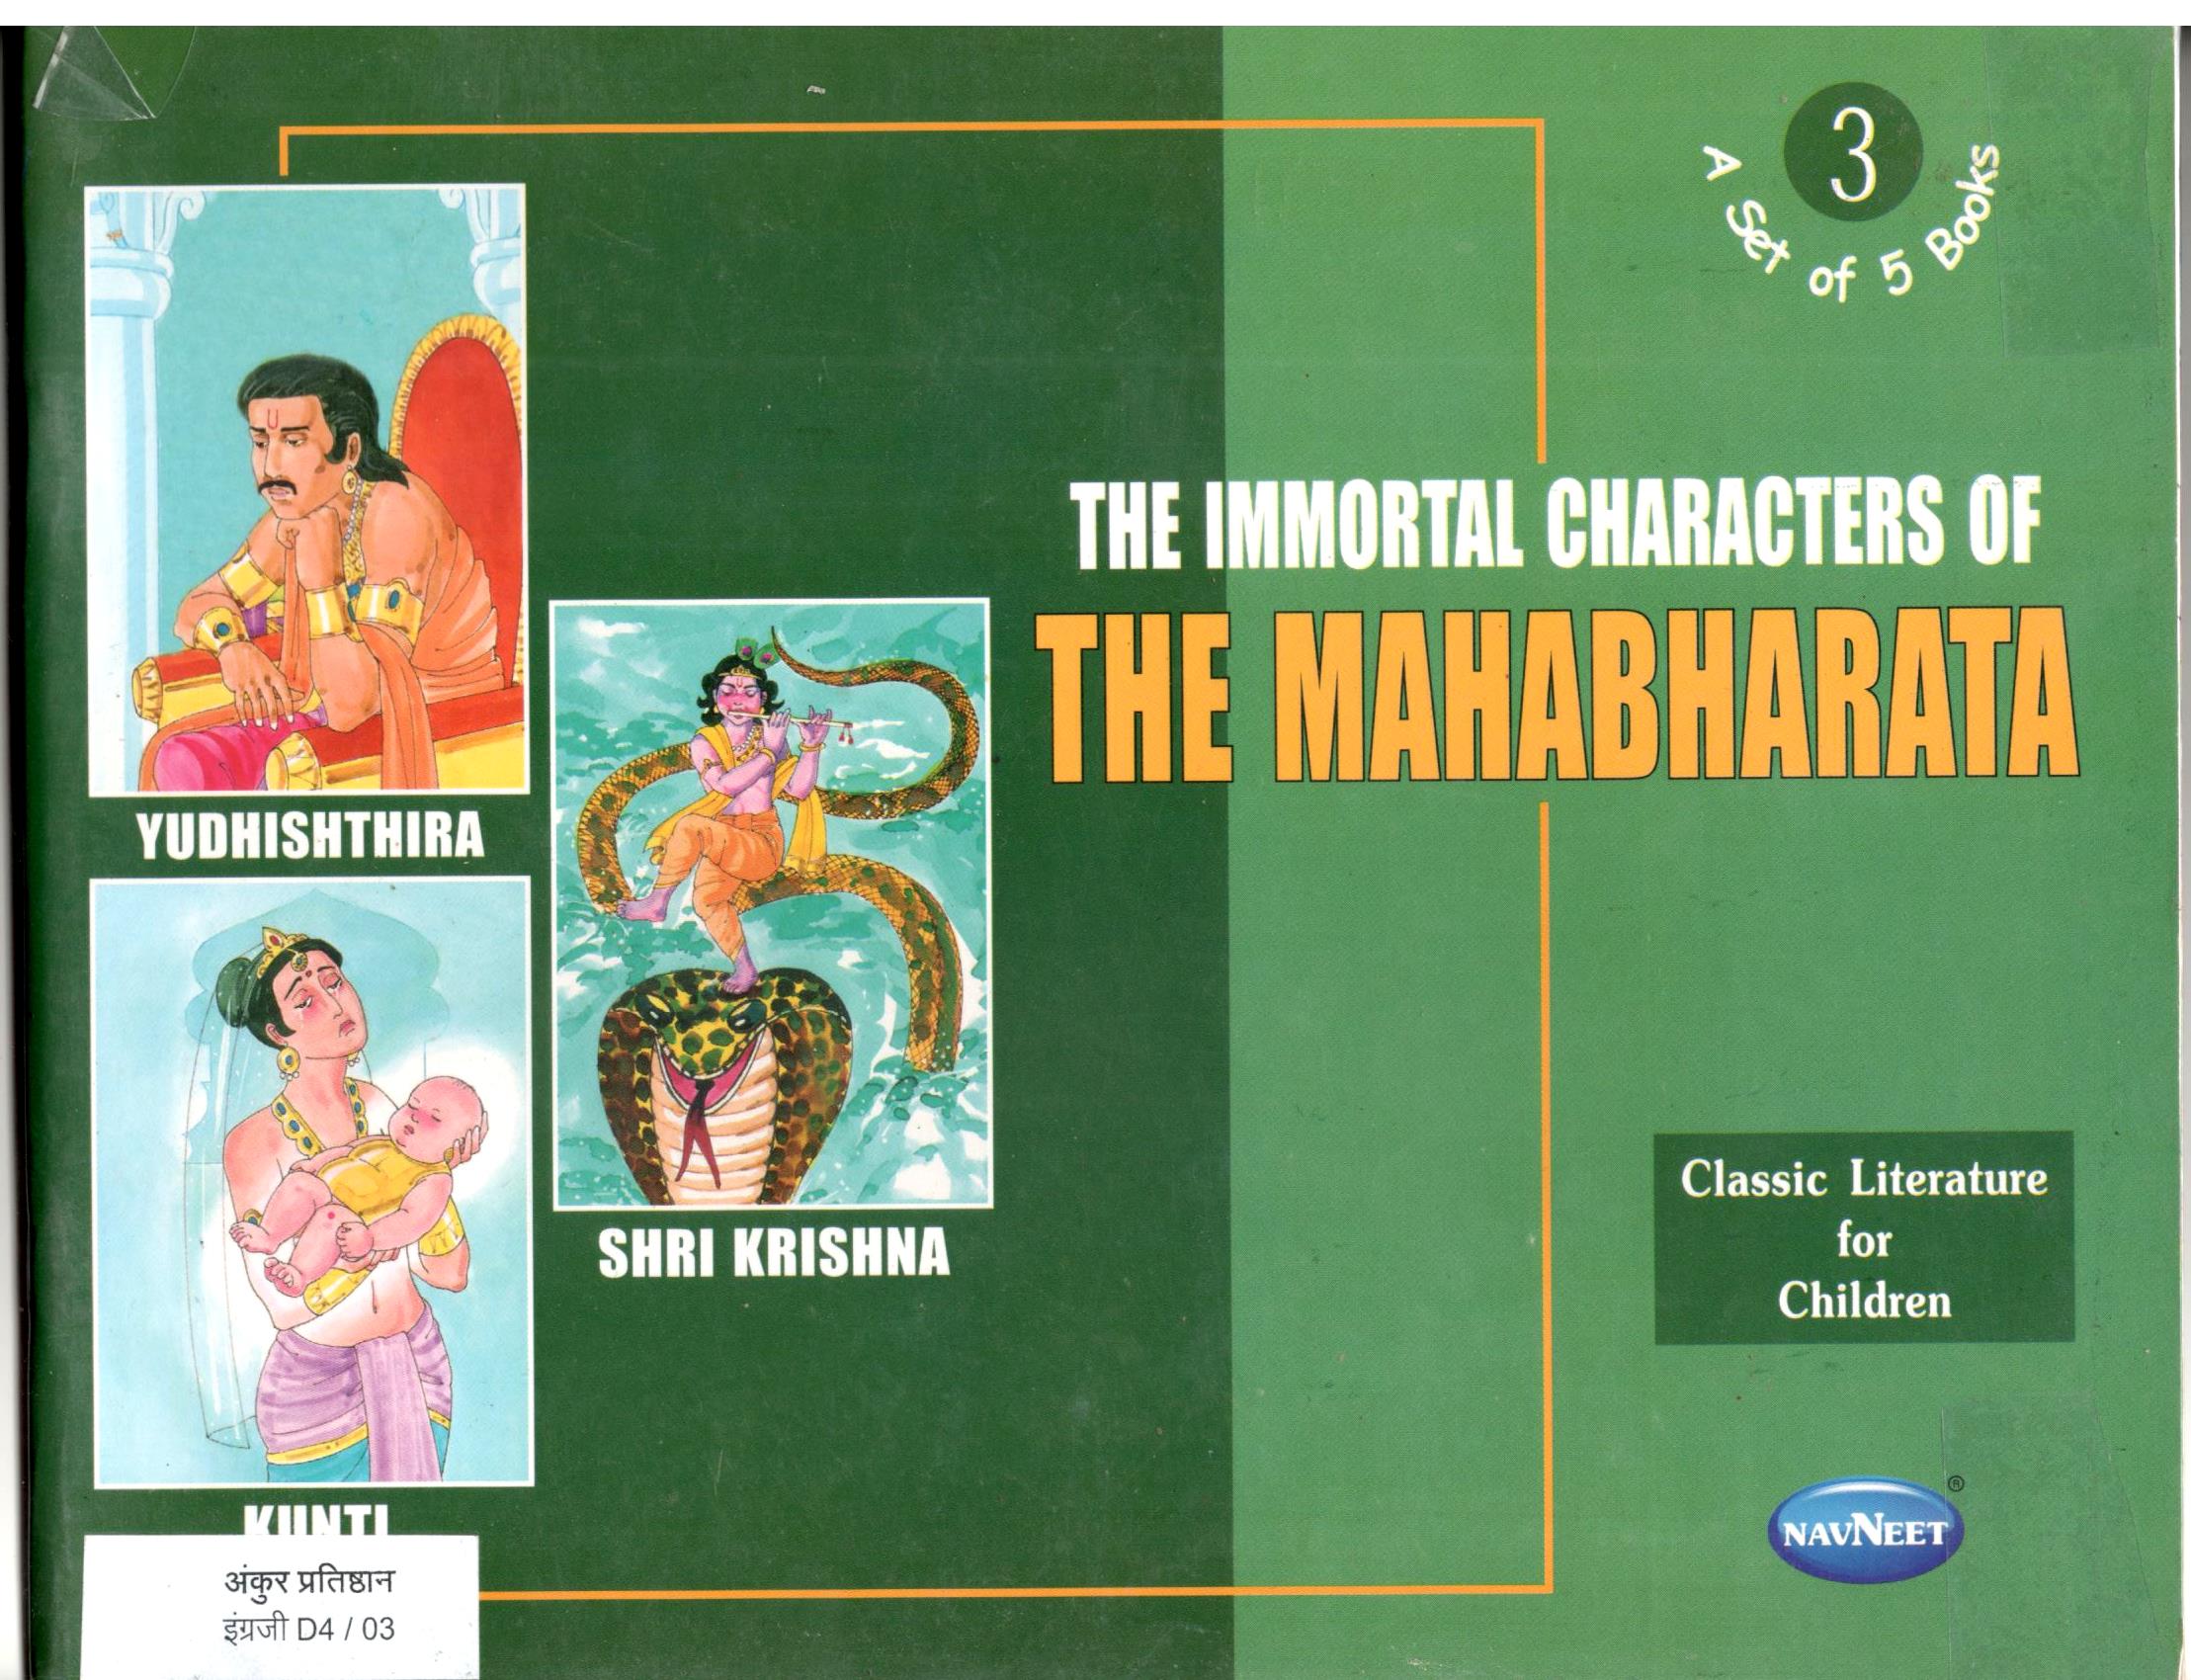 3
A Set of 5 Books
THE IMMORTAL CHARACTERS OF
THE MAHABHARATA
YUDHISHTHIRA
SHRI KRISHNA
KUNTI
Classic Literature
for
Children
NAVNEET ®
अंकुर प्रतिष्ठान
इंग्रजी D4 / 03